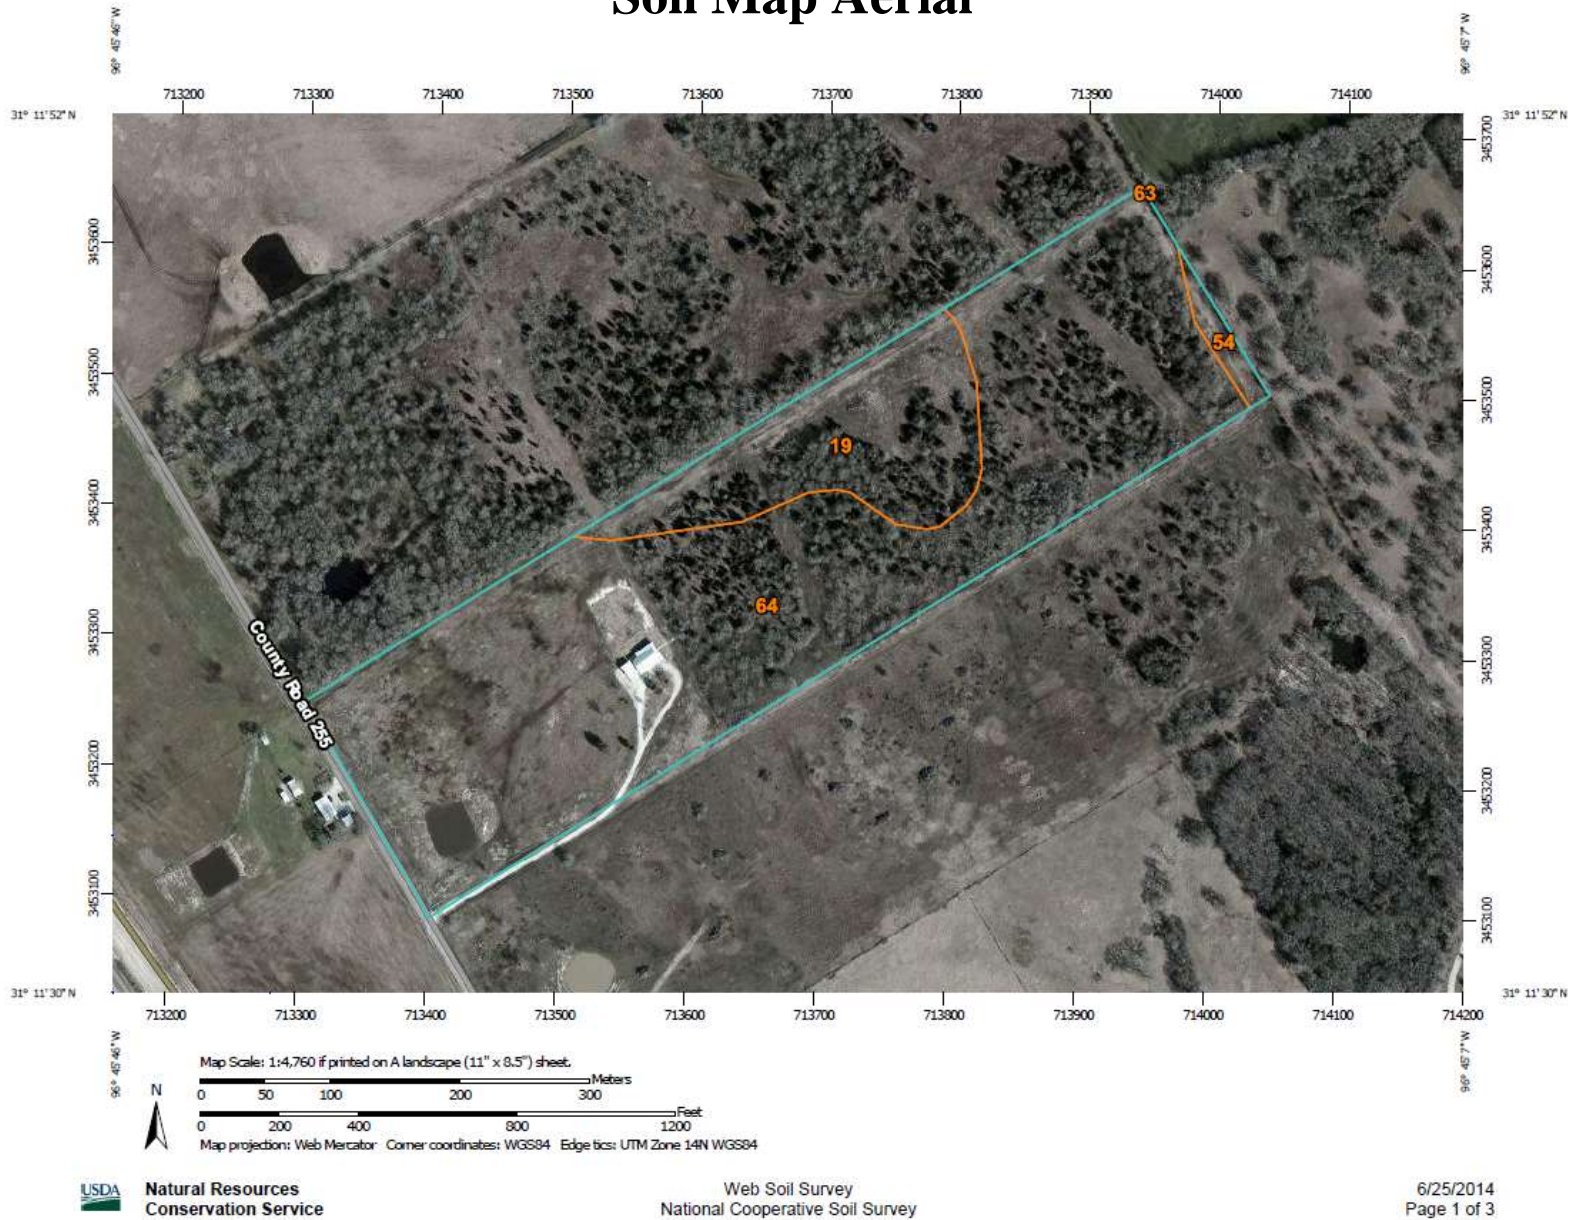 Soil Map Aerial
96° 45' 46" W
96° 45' 7" W
713200 713300 713400 713500 713600 713700 713800 713900 714000 714100
31° 11' 52" N
31° 11' 52" N
3453700
3453600
3453600
3453500
3453500
3453400
3453400
3453300
3453300
3453200
3453200
3453100
3453100
63
54
19
64
County Road 255
31° 11' 30" N
31° 11' 30" N
713200 713300 713400 713500 713600 713700 713800 713900 714000 714100 714200
96° 45' 46" W
96° 45' 7" W
Map Scale: 1:4,760 if printed on A landscape (11" x 8.5") sheet.
N
Meters
0 50 100 200 300
Feet
0 200 400 800 1200
Map projection: Web Mercator Corner coordinates: WGS84 Edge tics: UTM Zone 14N WGS84
USDA
Natural Resources
Conservation Service
Web Soil Survey
National Cooperative Soil Survey
6/25/2014
Page 1 of 3